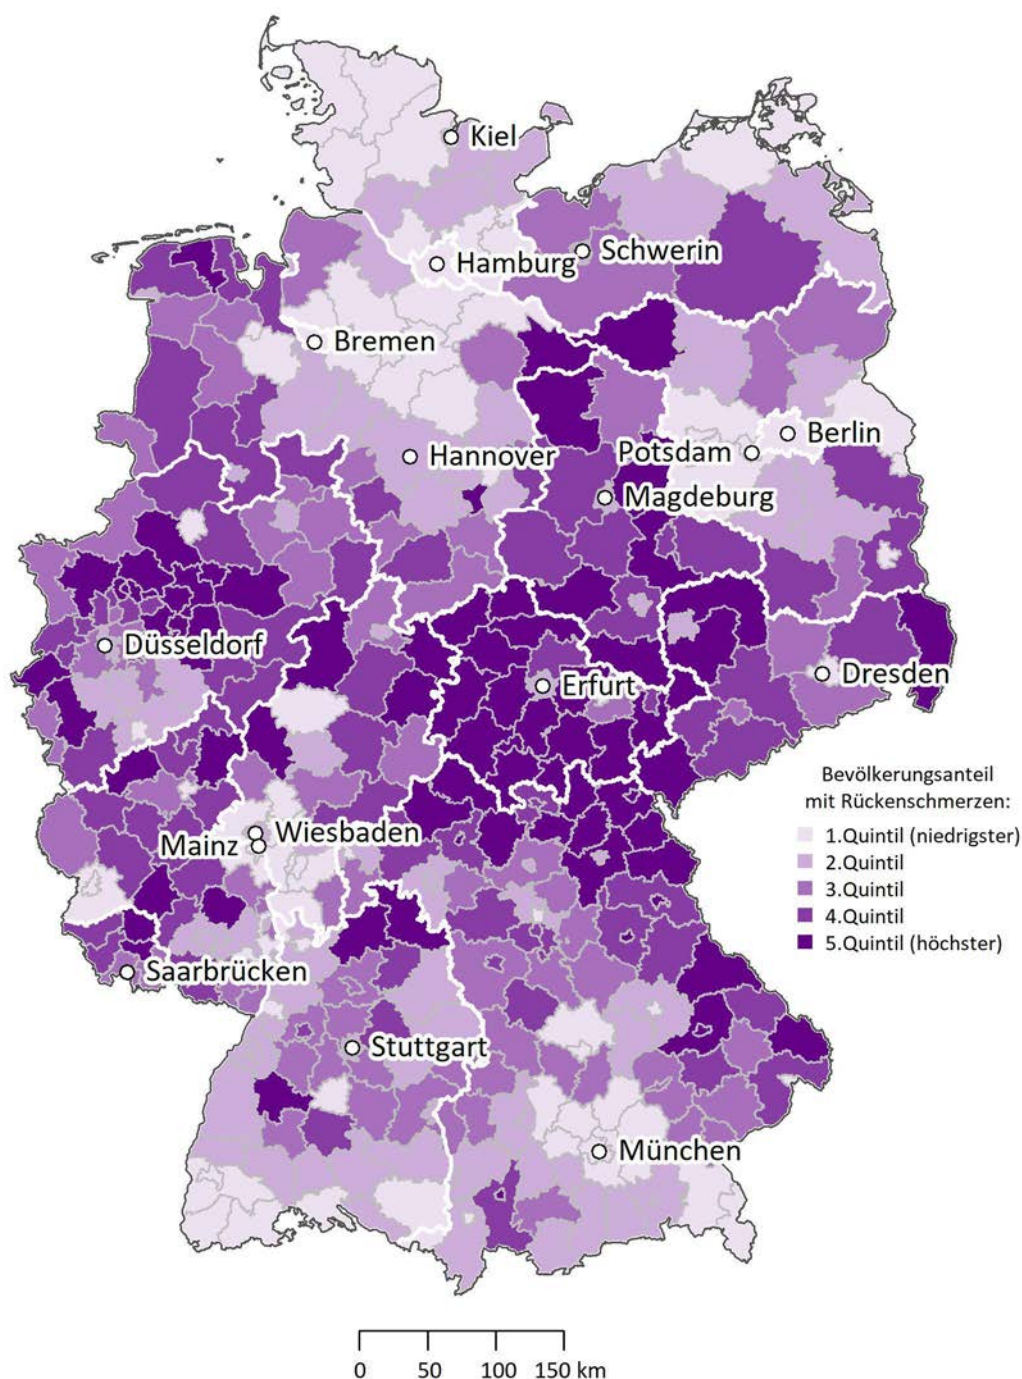 Kiel
Schwerin
Hamburg
Bremen
Berlin
Potsdam
Hannover
Magdeburg
Düsseldorf
Dresden
Erfurt
Bevölkerungsanteil
mit Rückenschmerzen:
1.Quintil (niedrigster)
2.Quintil
3.Quintil
4.Quintil
5.Quintil (höchster)
Wiesbaden
Mainz
Saarbrücken
Stuttgart
München
0 50 100 150 km